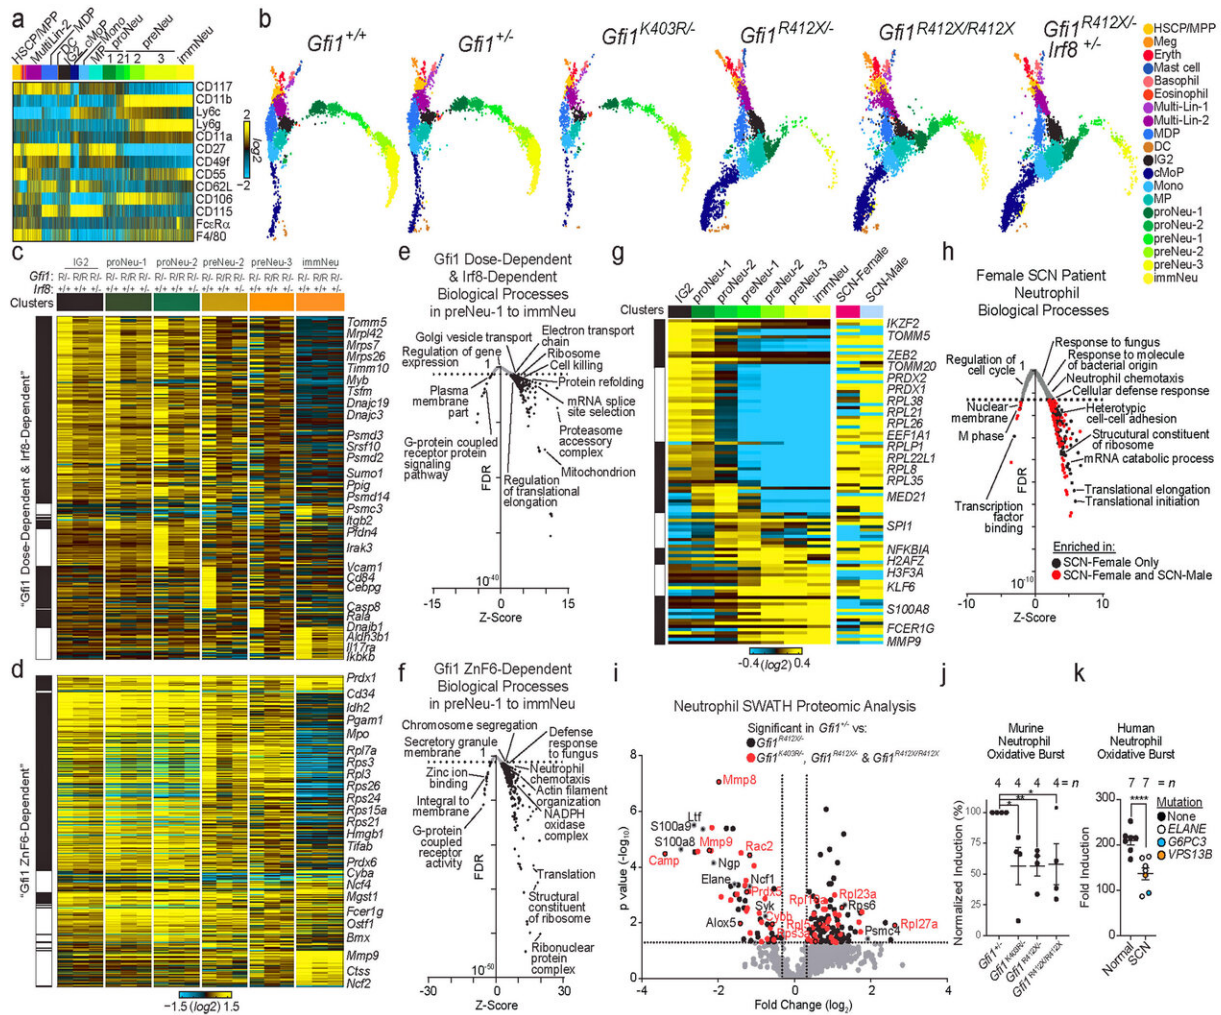 a
HSCP/MPP
MultiLin-2
MDP
DC
IG2
cMoP
MP
Mono
proNeu
preNeu
immNeu
1 2 1 2 3
CD117
CD11b
Ly6c
Ly6g
CD11a
CD27
CD49f
CD55
CD62L
CD106
CD115
FcεRα
F4/80
2
log2
−2
b
Gfi1+/+
Gfi1+/-
Gfi1K403R/-
Gfi1R412X/-
Gfi1R412X/R412X
Gfi1R412X/-
Irf8+/-
HSCP/MPP
Meg
Eryth
Mast cell
Basophil
Eosinophil
Multi-Lin-1
Multi-Lin-2
MDP
DC
IG2
cMoP
Mono
MP
proNeu-1
proNeu-2
preNeu-1
preNeu-2
preNeu-3
immNeu
c
IG2 proNeu-1 proNeu-2 preNeu-2 preNeu-3 immNeu
Gfi1: R/- R/R R/- R/- R/R R/- R/- R/R R/- R/- R/R R/- R/- R/R R/- R/- R/R R/-
Irf8: +/+ +/+ +/- +/+ +/+ +/- +/+ +/+ +/- +/+ +/+ +/- +/+ +/+ +/- +/+ +/+ +/-
Clusters
"Gfi1 Dose-Dependent & Irf8-Dependent"
Tomm5
Mrpl42
Mrps7
Mrps26
Timm10
Myb
Tsfm
Dnajc19
Dnajc3
Psmd3
Srsf10
Psmd2
Sumo1
Ppig
Psmd14
Psmc3
Itgb2
Pfdn4
Irak3
Vcam1
Cd84
Cebpg
Casp8
Rala
Dnajb1
Aldh3b1
Il17ra
Ikbkb
d
"Gfi1 ZnF6-Dependent"
Prdx1
Cd34
Idh2
Pgam1
Mpo
Rpl7a
Rps3
Rpl3
Rps26
Rps24
Rps15a
Rps21
Hmgb1
Tifab
Prdx6
Cyba
Ncf4
Mgst1
Fcer1g
Ostf1
Bmx
Mmp9
Ctss
Ncf2
−1.5 (log2) 1.5
e
Gfi1 Dose-Dependent
& Irf8-Dependent
Biological Processes
in preNeu-1 to immNeu
Golgi vesicle transport
Electron transport
chain
Regulation of gene
expression
1
Ribosome
Cell killing
Protein refolding
Plasma
membrane
part
mRNA splice
site selection
Proteasome
accessory
complex
G-protein coupled
receptor protein
signaling
pathway
Mitochondrion
FDR
Regulation
of translational
elongation
10-40
-15 0 15
Z-Score
f
Gfi1 ZnF6-Dependent
Biological Processes
in preNeu-1 to immNeu
Chromosome segregation
Defense
response
to fungus
Secretory granule
membrane
1
Zinc ion
binding
Neutrophil
chemotaxis
Actin filament
organization
Integral to
membrane
NADPH
oxidase
complex
G-protein
coupled
receptor
activity
FDR
Translation
Structural
constituent
of ribosome
Ribonuclear
protein
complex
10-50
-30 0 30
Z-Score
g
Clusters
IG2
proNeu-1
proNeu-2
preNeu-1
preNeu-2
preNeu-3
immNeu
SCN-Female
SCN-Male
IKZF2
TOMM5
ZEB2
TOMM20
PRDX2
PRDX1
RPL38
RPL21
RPL26
EEF1A1
RPLP1
RPL22L1
RPL8
RPL35
MED21
SPI1
NFKBIA
H2AFZ
H3F3A
KLF6
S100A8
FCER1G
MMP9
-0.4 (log2) 0.4
h
Female SCN Patient
Neutrophil
Biological Processes
Response to fungus
Regulation of
cell cycle
1
Response to molecule
of bacterial origin
Neutrophil chemotaxis
Cellular defense response
Nuclear
membrane
Heterotypic
cell-cell adhesion
M phase
Strucutural constituent
of ribosome
mRNA catabolic process
FDR
Translational elongation
Translational initiation
Transcription
factor
binding
Enriched in:
SCN-Female Only
SCN-Female and SCN-Male
10-10
-10 0 10
Z-Score
i
Neutrophil SWATH Proteomic Analysis
Significant in Gfi1+/- vs:
Gfi1R412X/-
Gfi1K403R/-, Gfi1R412X/- & Gfi1R412X/R412X
8
6
4
2
0
p value (-log10)
Mmp8
Ltf
S100a9
S100a8
Mmp9
Rac2
Camp
Ngp
Elane
Ncf1
Prdx5
Syk
Cybb
Alox5
Rpl23a
Rps6
Psmc4
Rpl27a
-4 -2 0 2 4
Fold Change (log2)
j
Murine
Neutrophil
Oxidative Burst
4 4 4 4 = n
*
**
*
100
75
50
25
0
Normalized Induction (%)
Gfi1+/-
Gfi1K403R/-
Gfi1R412X/-
Gfi1R412X/R412X
k
Human
Neutrophil
Oxidative Burst
7 7 = n
****
300
200
100
0
Fold Induction
Normal
SCN
Mutation
None
ELANE
G6PC3
VPS13B